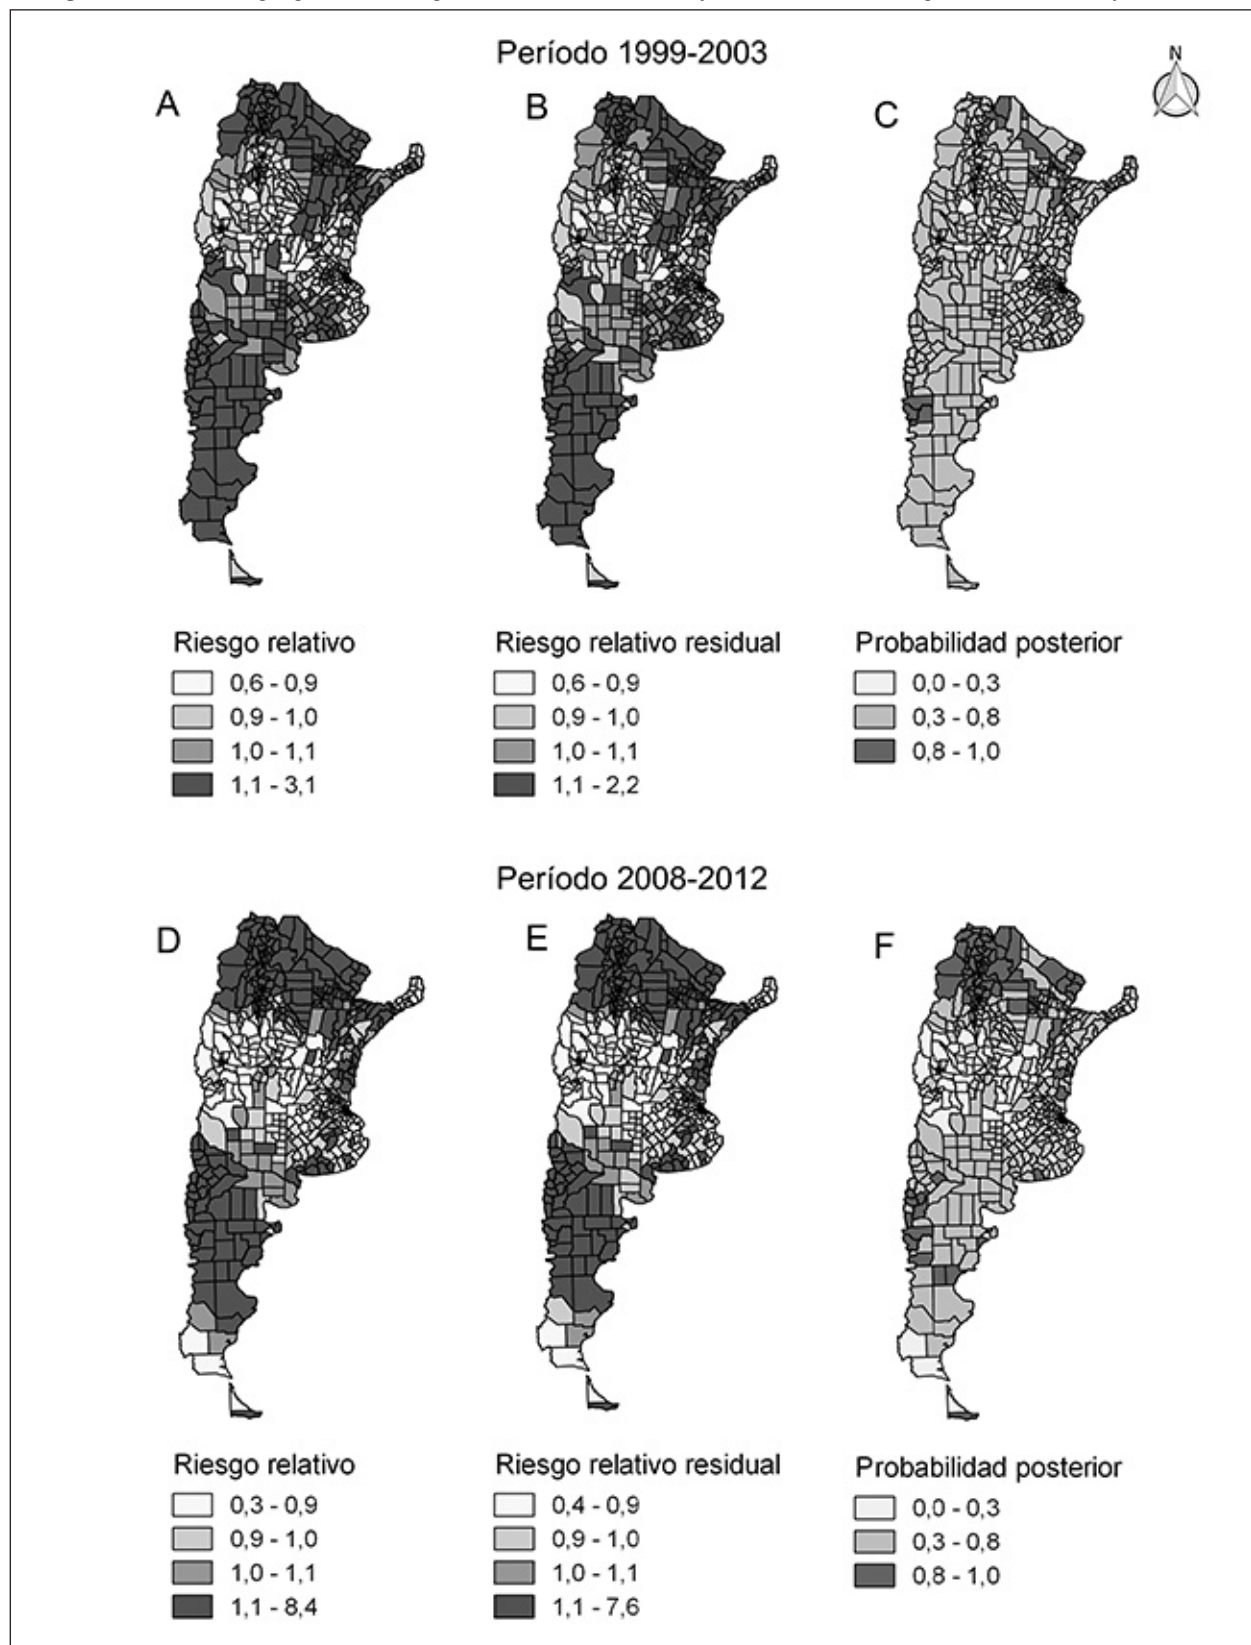 Período 1999-2003
N
A
B
C
Riesgo relativo
0,6 - 0,9
0,9 - 1,0
1,0 - 1,1
1,1 - 3,1
Riesgo relativo residual
0,6 - 0,9
0,9 - 1,0
1,0 - 1,1
1,1 - 2,2
Probabilidad posterior
0,0 - 0,3
0,3 - 0,8
0,8 - 1,0
Período 2008-2012
D
E
F
Riesgo relativo
0,3 - 0,9
0,9 - 1,0
1,0 - 1,1
1,1 - 8,4
Riesgo relativo residual
0,4 - 0,9
0,9 - 1,0
1,0 - 1,1
1,1 - 7,6
Probabilidad posterior
0,0 - 0,3
0,3 - 0,8
0,8 - 1,0